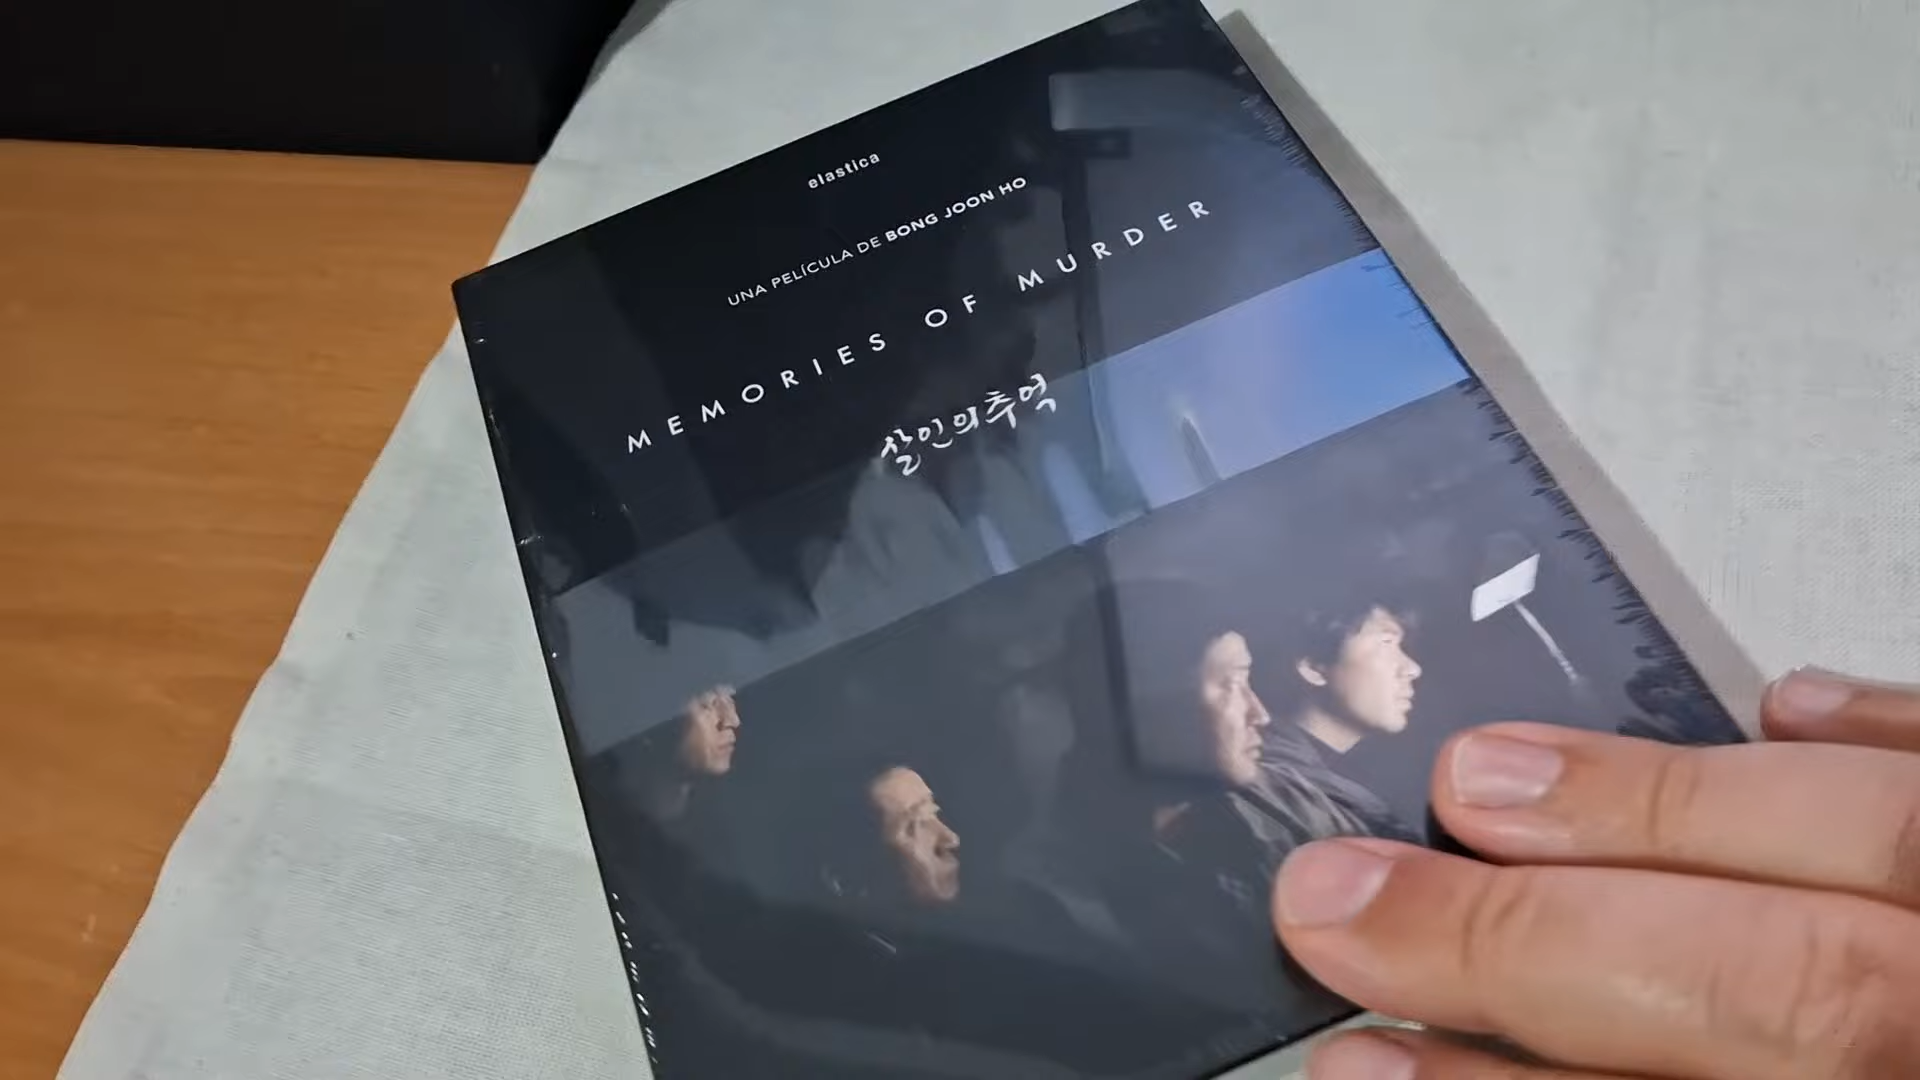 elastica
UNA PELÍCULA DE BONG JOON HO
MEMORIES OF MURDER
살인의추억